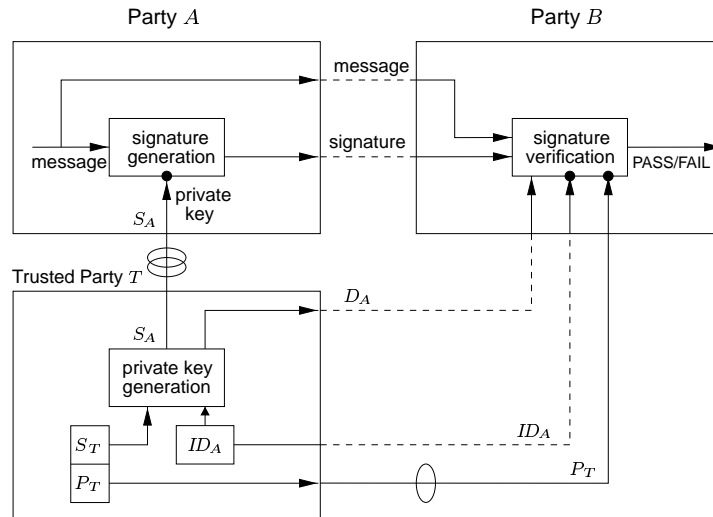 Party A
Party B
message
signature
generation
message
signature
signature
verification
PASS/FAIL
private
key
S_A
Trusted Party T
S_A
D_A
private key
generation
S_T
ID_A
ID_A
P_T
P_T